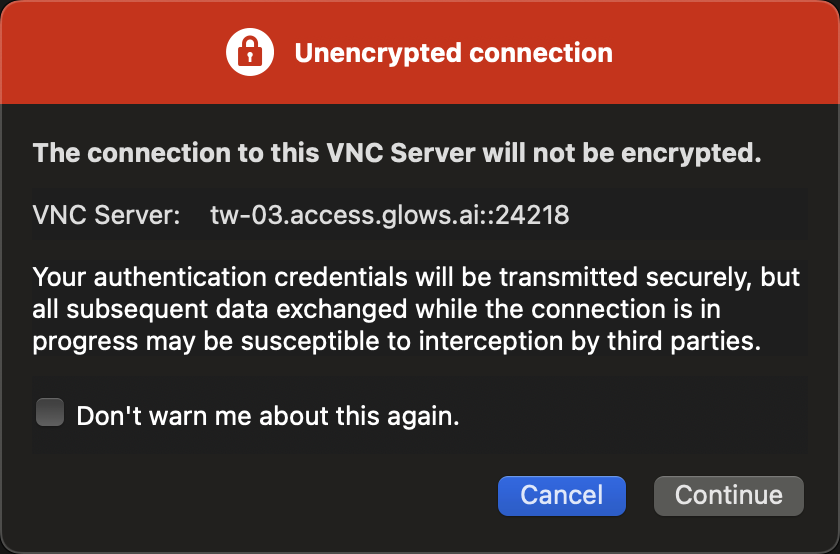 Unencrypted connection
The connection to this VNC Server will not be encrypted.
VNC Server: tw-03.access.glows.ai::24218
Your authentication credentials will be transmitted securely, but
all subsequent data exchanged while the connection is in
progress may be susceptible to interception by third parties.
Don't warn me about this again.
Cancel Continue